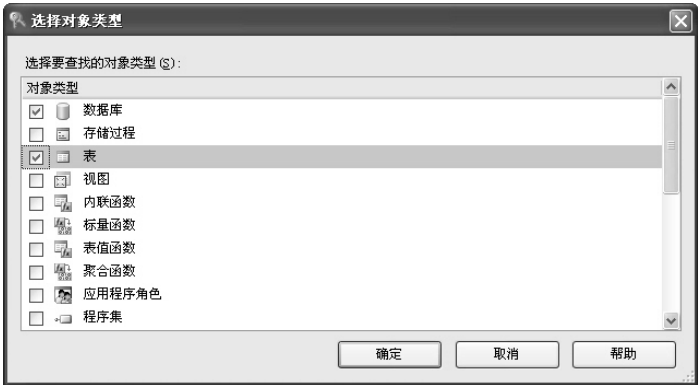 选择对象类型
选择要查找的对象类型(S):
对象类型
数据库
存储过程
表
视图
内联函数
标量函数
表值函数
聚合函数
应用程序角色
程序集
确定 取消 帮助